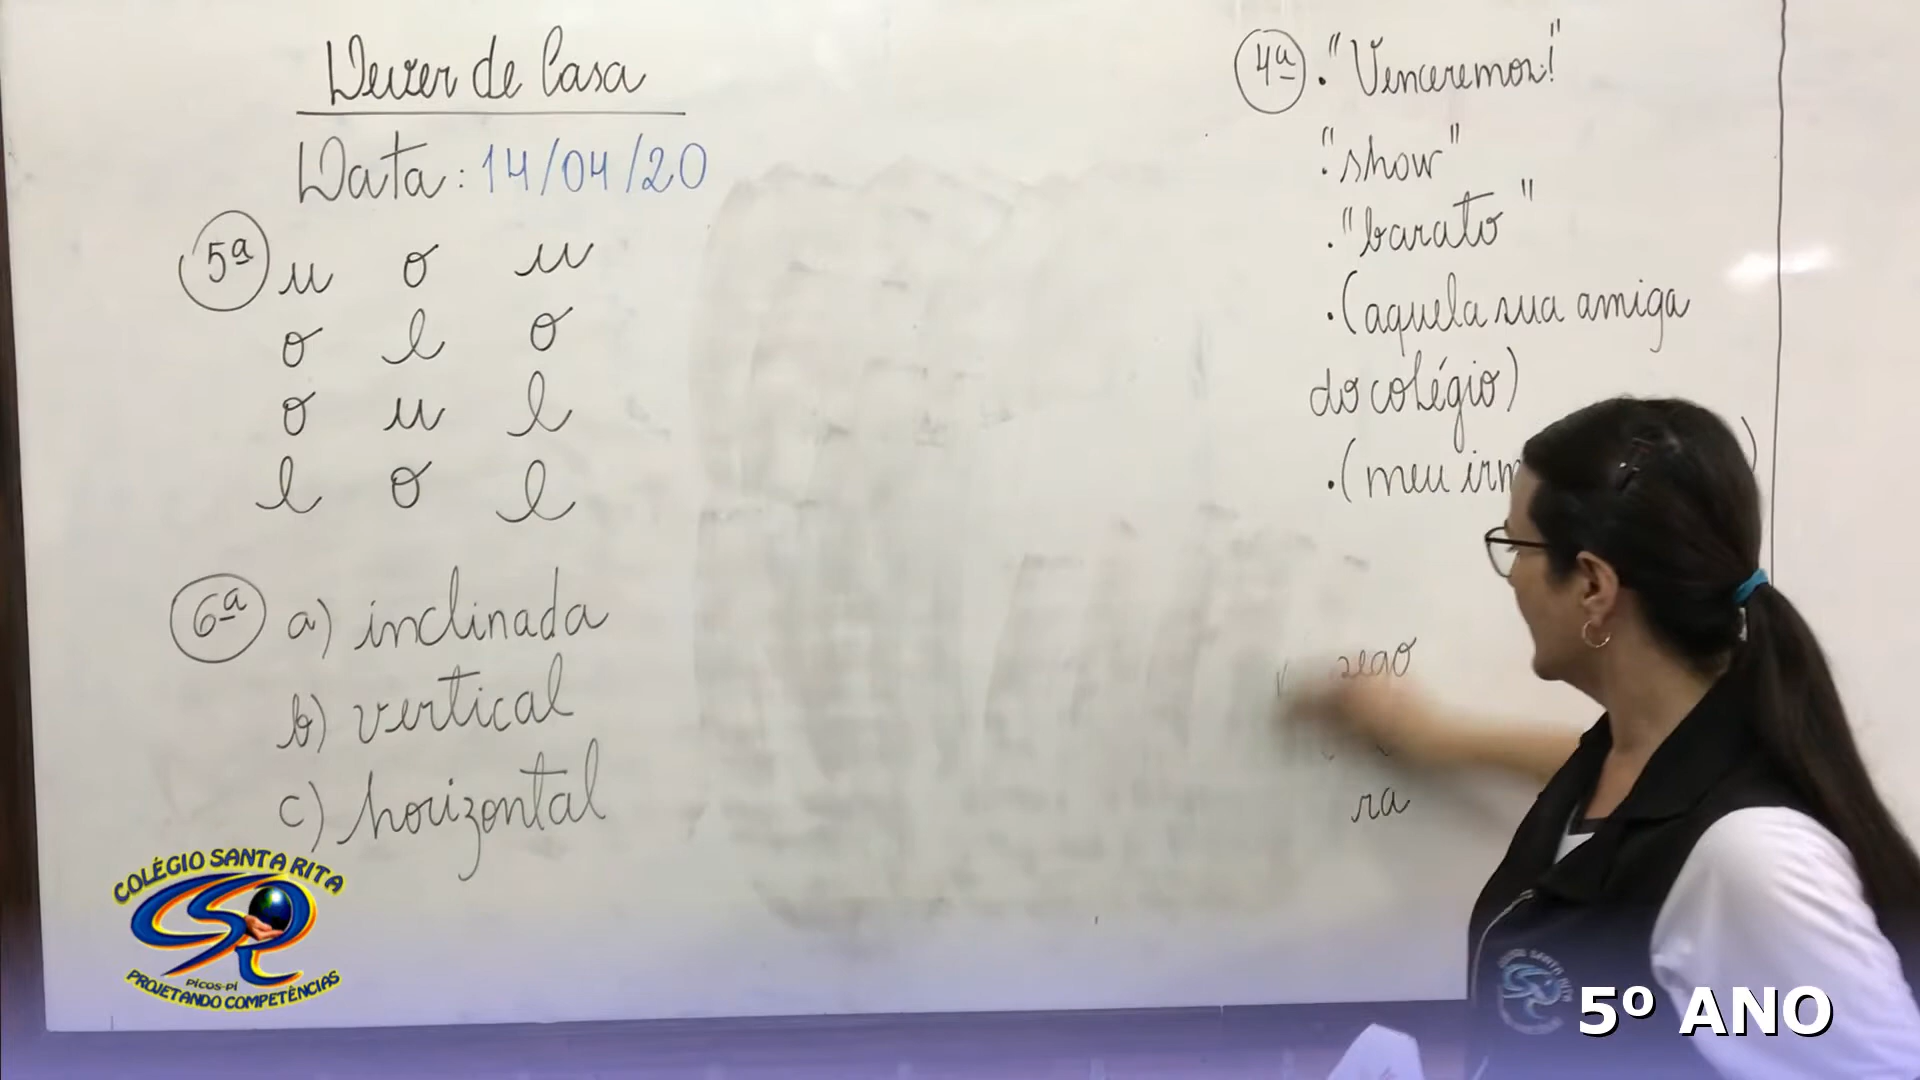 Dever de Casa
Data: 14/04/20
5ª u o u
o l o
o u l
l o l
6ª a) inclinada
b) vertical
c) horizontal
4ª • "Venceremos!"
• "show"
• "barato"
• (aquela sua amiga
do colégio)
• (meu
ra
COLÉGIO SANTA RITA
PICOS-PI
PROJETANDO COMPETÊNCIAS
5º ANO